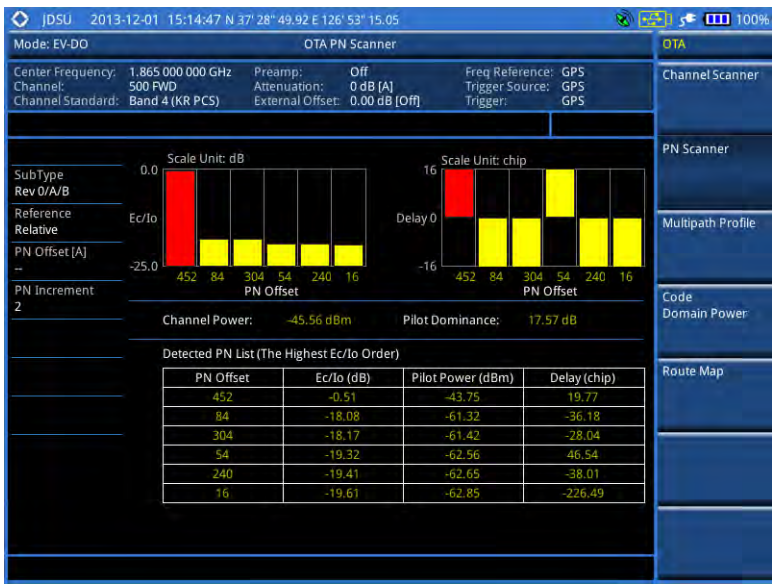 JDSU 2013-12-01 15:14:47 N 37' 28" 49.92 E 126' 53" 15.05 100%
Mode: EV-DO OTA PN Scanner OTA
Center Frequency: 1.865 000 000 GHz Preamp: Off Freq Reference: GPS
Channel: 500 FWD Attenuation: 0 dB [A] Trigger Source: GPS
Channel Standard: Band 4 (KR PCS) External Offset: 0.00 dB [Off] Trigger: GPS
Channel Scanner
PN Scanner
Multipath Profile
Code
Domain Power
Route Map
SubType
Rev 0/A/B
Reference
Relative
PN Offset [A]
--
PN Increment
2
Scale Unit: dB
0.0
Ec/Io
-25.0
452 84 304 54 240 16
PN Offset
Scale Unit: chip
16
Delay 0
-16
452 84 304 54 240 16
PN Offset
Channel Power: -45.56 dBm Pilot Dominance: 17.57 dB
Detected PN List (The Highest Ec/Io Order)
PN Offset Ec/Io (dB) Pilot Power (dBm) Delay (chip)
452 -0.51 -43.75 19.77
84 -18.08 -61.32 -36.18
304 -18.17 -61.42 -28.04
54 -19.32 -62.56 46.54
240 -19.41 -62.65 -38.01
16 -19.61 -62.85 -226.49